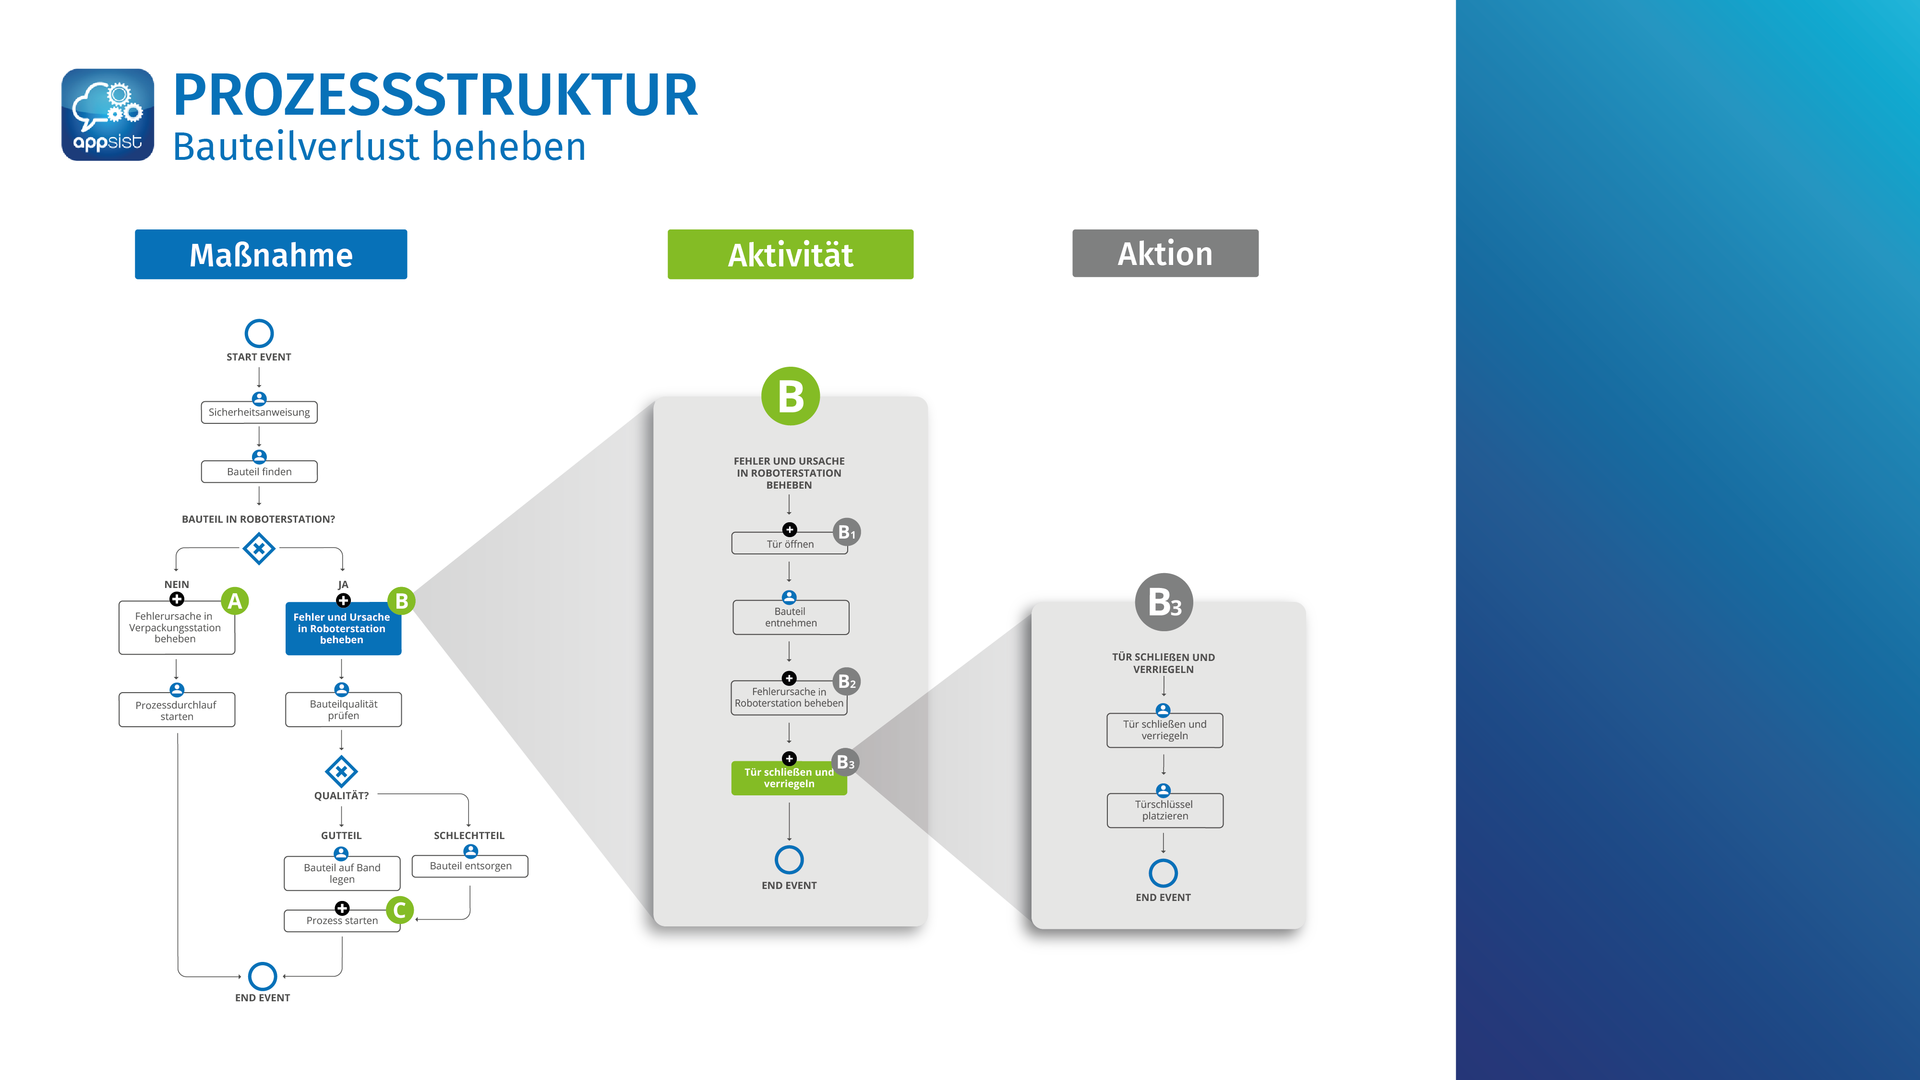 appsist
PROZESSSTRUKTUR
Bauteilverlust beheben
Maßnahme
START EVENT
Sicherheitsanweisung
Bauteil finden
BAUTEIL IN ROBOTERSTATION?
NEIN
A
Fehlerursache in
Verpackungsstation
beheben
Prozessdurchlauf
starten
JA
B
Fehler und Ursache
in Roboterstation
beheben
Bauteilqualität
prüfen
QUALITÄT?
GUTTEIL
Bauteil auf Band
legen
SCHLECHTTEIL
Bauteil entsorgen
C
Prozess starten
END EVENT
Aktivität
B
FEHLER UND URSACHE
IN ROBOTERSTATION
BEHEBEN
B1
Tür öffnen
Bauteil
entnehmen
B2
Fehlerursache in
Roboterstation beheben
B3
Tür schließen und
verriegeln
END EVENT
Aktion
B3
TÜR SCHLIEßEN UND
VERRIEGELN
Tür schließen und
verriegeln
Türschlüssel
platzieren
END EVENT